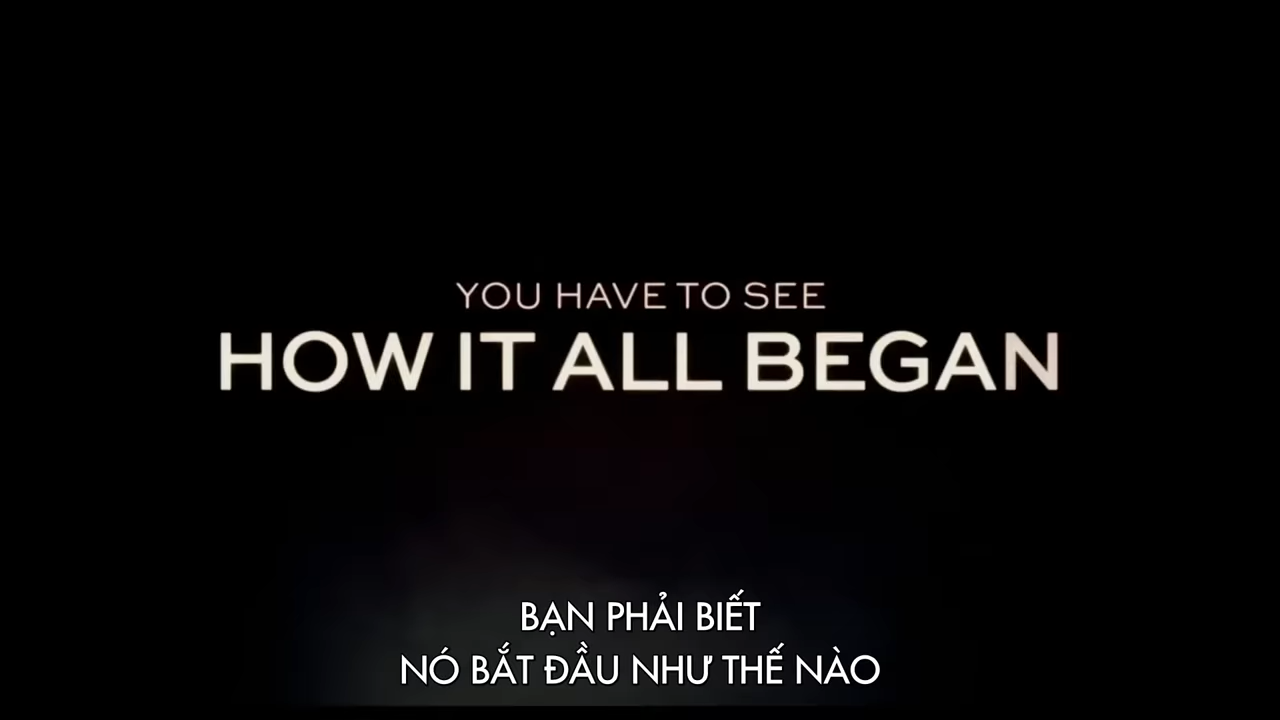 YOU HAVE TO SEE
HOW IT ALL BEGAN
BẠN PHẢI BIẾT
NÓ BẮT ĐẦU NHƯ THẾ NÀO